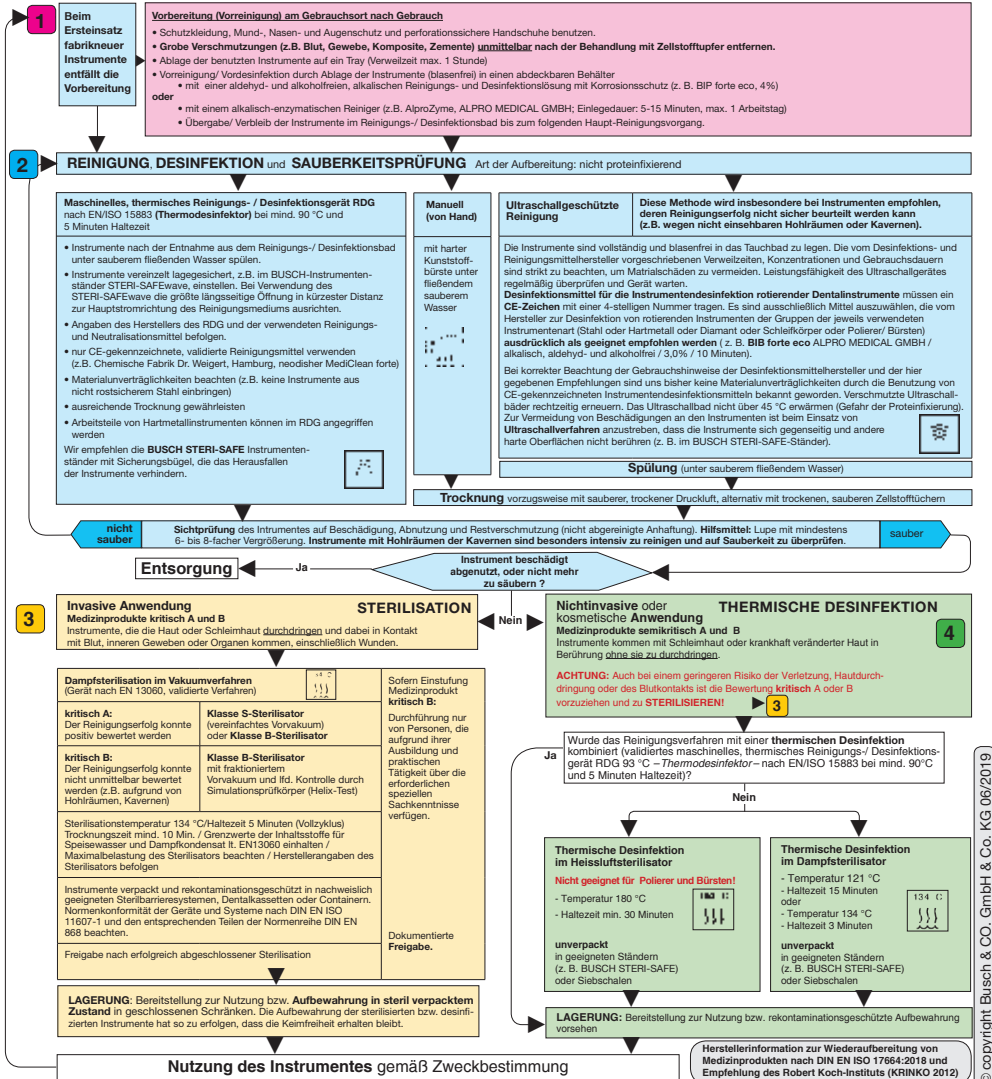 1
Beim
Ersteinsatz
fabrikneuer
Instrumente
entfällt die
Vorbereitung
Vorbereitung (Vorreinigung) am Gebrauchsort nach Gebrauch
• Schutzkleidung, Mund-, Nasen- und Augenschutz und perforationssichere Handschuhe benutzen.
• Grobe Verschmutzungen (z.B. Blut, Gewebe, Komposite, Zemente) unmittelbar nach der Behandlung mit Zellstofftupfer entfernen.
• Ablage der benutzten Instrumente auf ein Tray (Verweilzeit max. 1 Stunde)
• Vorreinigung/ Vordesinfektion durch Ablage der Instrumente (blasenfrei) in einen abdeckbaren Behälter
• mit einer aldehyd- und alkoholfreien, alkalischen Reinigungs- und Desinfektionslösung mit Korrosionsschutz (z. B. BIP forte eco, 4%)
oder
• mit einem alkalisch-enzymatischen Reiniger (z.B. AlproZyme, ALPRO MEDICAL GMBH; Einlegedauer: 5-15 Minuten, max. 1 Arbeitstag)
• Übergabe/ Verbleib der Instrumente im Reinigungs-/ Desinfektionsbad bis zum folgenden Haupt-Reinigungsvorgang.
2
REINIGUNG, DESINFEKTION und SAUBERKEITSPRÜFUNG Art der Aufbereitung: nicht proteinfixierend
Maschinelles, thermisches Reinigungs- / Desinfektionsgerät RDG
nach EN/ISO 15883 (Thermodesinfektor) bei mind. 90 °C und
5 Minuten Haltezeit
• Instrumente nach der Entnahme aus dem Reinigungs-/ Desinfektionsbad
unter sauberem fließenden Wasser spülen.
• Instrumente vereinzelt lagegesichert, z.B. im BUSCH-Instrumenten-
ständer STERI-SAFEwave, einstellen. Bei Verwendung des
STERI-SAFEwave die größte längsseitige Öffnung in kürzester Distanz
zur Hauptstromrichtung des Reinigungsmediums ausrichten.
• Angaben des Herstellers des RDG und der verwendeten Reinigungs-
und Neutralisationsmittel befolgen.
• nur CE-gekennzeichnete, validierte Reinigungsmittel verwenden
(z.B. Chemische Fabrik Dr. Weigert, Hamburg, neodisher MediClean forte)
• Materialunverträglichkeiten beachten (z.B. keine Instrumente aus
nicht rostsicherem Stahl einbringen)
• ausreichende Trocknung gewährleisten
• Arbeitsteile von Hartmetallinstrumenten können im RDG angegriffen
werden
Wir empfehlen die BUSCH STERI-SAFE Instrumenten-
ständer mit Sicherungsbügel, die das Herausfallen
der Instrumente verhindern.
Manuell
(von Hand)
mit harter
Kunststoff-
bürste unter
fließendem
sauberem
Wasser
Ultraschallgeschützte
Reinigung
Diese Methode wird insbesondere bei Instrumenten empfohlen,
deren Reinigungserfolg nicht sicher beurteilt werden kann
(z.B. wegen nicht einsehbaren Hohlräumen oder Kavernen).
Die Instrumente sind vollständig und blasenfrei in das Tauchbad zu legen. Die vom Desinfektions- und
Reinigungsmittelhersteller vorgeschriebenen Verweilzeiten, Konzentrationen und Gebrauchsdauern
sind strikt zu beachten, um Matrialschäden zu vermeiden. Leistungsfähigkeit des Ultraschallgerätes
regelmäßig überprüfen und Gerät warten.
Desinfektionsmittel für die Instrumentendesinfektion rotierender Dentalinstrumente müssen ein
CE-Zeichen mit einer 4-stelligen Nummer tragen. Es sind ausschließlich Mittel auszuwählen, die vom
Hersteller zur Desinfektion von rotierenden Instrumenten der Gruppen der jeweils verwendeten
Instrumentenart (Stahl oder Hartmetall oder Diamant oder Schleifkörper oder Polierer/ Bürsten)
ausdrücklich als geeignet empfohlen werden ( z. B. BIB forte eco ALPRO MEDICAL GMBH /
alkalisch, aldehyd- und alkoholfrei / 3,0% / 10 Minuten).
Bei korrekter Beachtung der Gebrauchshinweise der Desinfektionsmittelhersteller und der hier
gegebenen Empfehlungen sind uns bisher keine Materialunverträglichkeiten durch die Benutzung von
CE-gekennzeichneten Instrumentendesinfektionsmitteln bekannt geworden. Verschmutzte Ultraschall-
bäder rechtzeitig erneuern. Das Ultraschallbad nicht über 45 °C erwärmen (Gefahr der Proteinfixierung).
Zur Vermeidung von Beschädigungen an den Instrumenten ist beim Einsatz von
Ultraschallverfahren anzustreben, dass die Instrumente sich gegenseitig und andere
harte Oberflächen nicht berühren (z. B. im BUSCH STERI-SAFE-Ständer).
Spülung (unter sauberem fließendem Wasser)
Trocknung vorzugsweise mit sauberer, trockener Druckluft, alternativ mit trockenen, sauberen Zellstofftüchern
nicht
sauber
Sichtprüfung des Intrumentes auf Beschädigung, Abnutzung und Restverschmutzung (nicht abgereinigte Anhaftung). Hilfsmittel: Lupe mit mindestens
6- bis 8-facher Vergrößerung. Instrumente mit Hohlräumen der Kavernen sind besonders intensiv zu reinigen und auf Sauberkeit zu überprüfen.
sauber
Entsorgung
Ja
Instrument beschädigt
abgenutzt, oder nicht mehr
zu säubern ?
Nein
3
Invasive Anwendung STERILISATION
Medizinprodukte kritisch A und B
Instrumente, die die Haut oder Schleimhaut durchdringen und dabei in Kontakt
mit Blut, inneren Geweben oder Organen kommen, einschließlich Wunden.
Dampfsterilisation im Vakuumverfahren
(Gerät nach EN 13060, validierte Verfahren)
kritisch A:
Der Reinigungserfolg konnte
positiv bewertet werden
Klasse S-Sterilisator
(vereinfachtes Vorvakuum)
oder Klasse B-Sterilisator
kritisch B:
Der Reinigungserfolg konnte
nicht unmittelbar bewertet
werden (z.B. aufgrund von
Hohlräumen, Kavernen)
Klasse B-Sterilisator
mit fraktioniertem
Vorvakuum und lfd. Kontrolle durch
Simulationsprüfkörper (Helix-Test)
Sterilisationstemperatur 134 °C/Haltezeit 5 Minuten (Vollzyklus)
Trocknungszeit mind. 10 Min. / Grenzwerte der Inhaltsstoffe für
Speisewasser und Dampfkondensat lt. EN13060 einhalten /
Maximalbelastung des Sterilisators beachten / Herstellerangaben des
Sterilisators befolgen
Instrumente verpackt und rekontaminationsgeschützt in nachweislich
geeigneten Sterilbarrieresystemen, Dentalkassetten oder Containern.
Normenkonformität der Geräte und Systeme nach DIN EN ISO
11607-1 und den entsprechenden Teilen der Normenreihe DIN EN
868 beachten.
Freigabe nach erfolgreich abgeschlossener Sterilisation
Sofern Einstufung
Medizinprodukt
kritisch B:
Durchführung nur
von Personen, die
aufgrund ihrer
Ausbildung und
praktischen
Tätigkeit über die
erforderlichen
speziellen
Sachkenntnisse
verfügen.
Dokumentierte
Freigabe.
LAGERUNG: Bereitstellung zur Nutzung bzw. Aufbewahrung in steril verpacktem
Zustand in geschlossenen Schränken. Die Aufbewahrung der sterilisierten bzw. desinfi-
zierten Instrumente hat so zu erfolgen, dass die Keimfreiheit erhalten bleibt.
Nichtinvasive oder THERMISCHE DESINFEKTION
kosmetische Anwendung
Medizinprodukte semikritisch A und B
Instrumente kommen mit Schleimhaut oder krankhaft veränderter Haut in
Berührung ohne sie zu durchdringen.
4
ACHTUNG: Auch bei einem geringeren Risiko der Verletzung, Hautdurch-
dringung oder des Blutkontakts ist die Bewertung kritisch A oder B
vorzuziehen und zu STERILISIEREN! 3
Ja
Wurde das Reinigungsverfahren mit einer thermischen Desinfektion
kombiniert (validiertes maschinelles, thermisches Reinigungs-/ Desinfektions-
gerät RDG 93 °C – Thermodesinfektor – nach EN/ISO 15883 bei mind. 90°C
und 5 Minuten Haltezeit)?
Nein
Thermische Desinfektion
im Heissluftsterilisator
Nicht geeignet für Polierer und Bürsten!
- Temperatur 180 °C
- Haltezeit min. 30 Minuten
unverpackt
in geeigneten Ständern
(z. B. BUSCH STERI-SAFE)
oder Siebschalen
Thermische Desinfektion
im Dampfsterilisator
- Temperatur 121 °C
- Haltezeit 15 Minuten
oder
- Temperatur 134 °C
- Haltezeit 3 Minuten
134 C
unverpackt
in geeigneten Ständern
(z. B. BUSCH STERI-SAFE)
oder Siebschalen
LAGERUNG: Bereitstellung zur Nutzung bzw. rekontaminationsgeschützte Aufbewahrung
vorsehen
Nutzung des Instrumentes gemäß Zweckbestimmung
Herstellerinformation zur Wiederaufbereitung von
Medizinprodukten nach DIN EN ISO 17664:2018 und
Empfehlung des Robert Koch-Instituts (KRINKO 2012)
© copyright Busch & CO. GmbH & Co. KG 06/2019